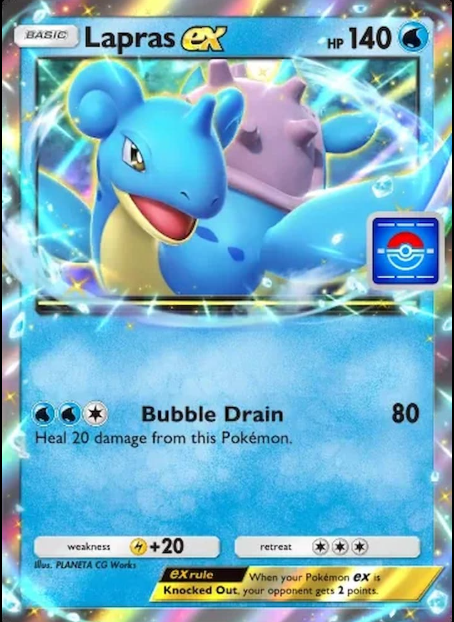 BASIC Lapras ex HP 140
Bubble Drain 80
Heal 20 damage from this Pokémon.
weakness +20 retreat
Illus. PLANETA CG Works
ex rule When your Pokémon ex is
Knocked Out, your opponent gets 2 points.